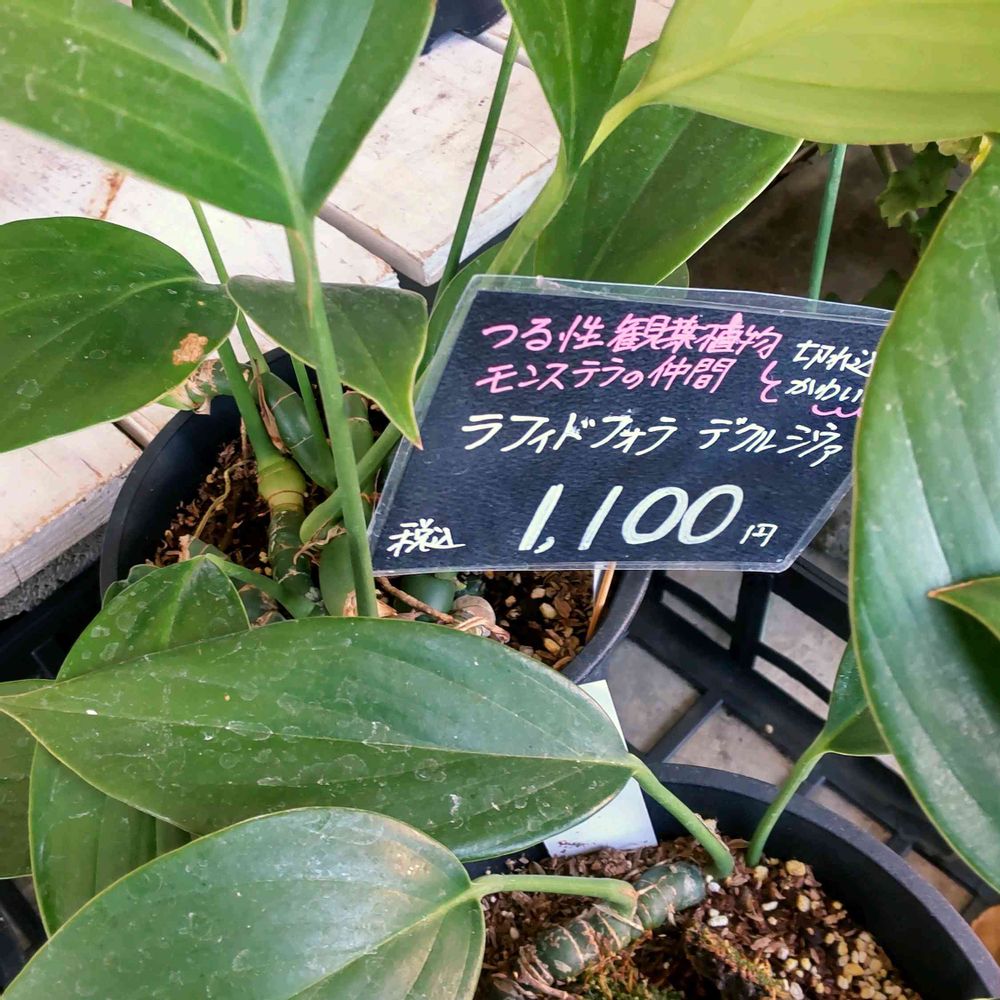 つる性観葉植物
モンステラの仲間
切れ込
とかわい
ラフィドフォラ デクルシヴァ
税込 1,100円